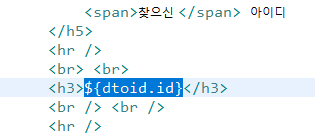 <span>찾으신 </span> 아이디
</h5>
<hr />
<br> <br>
<h3>${dtoid.id}</h3>
<br /> <br />
<hr />